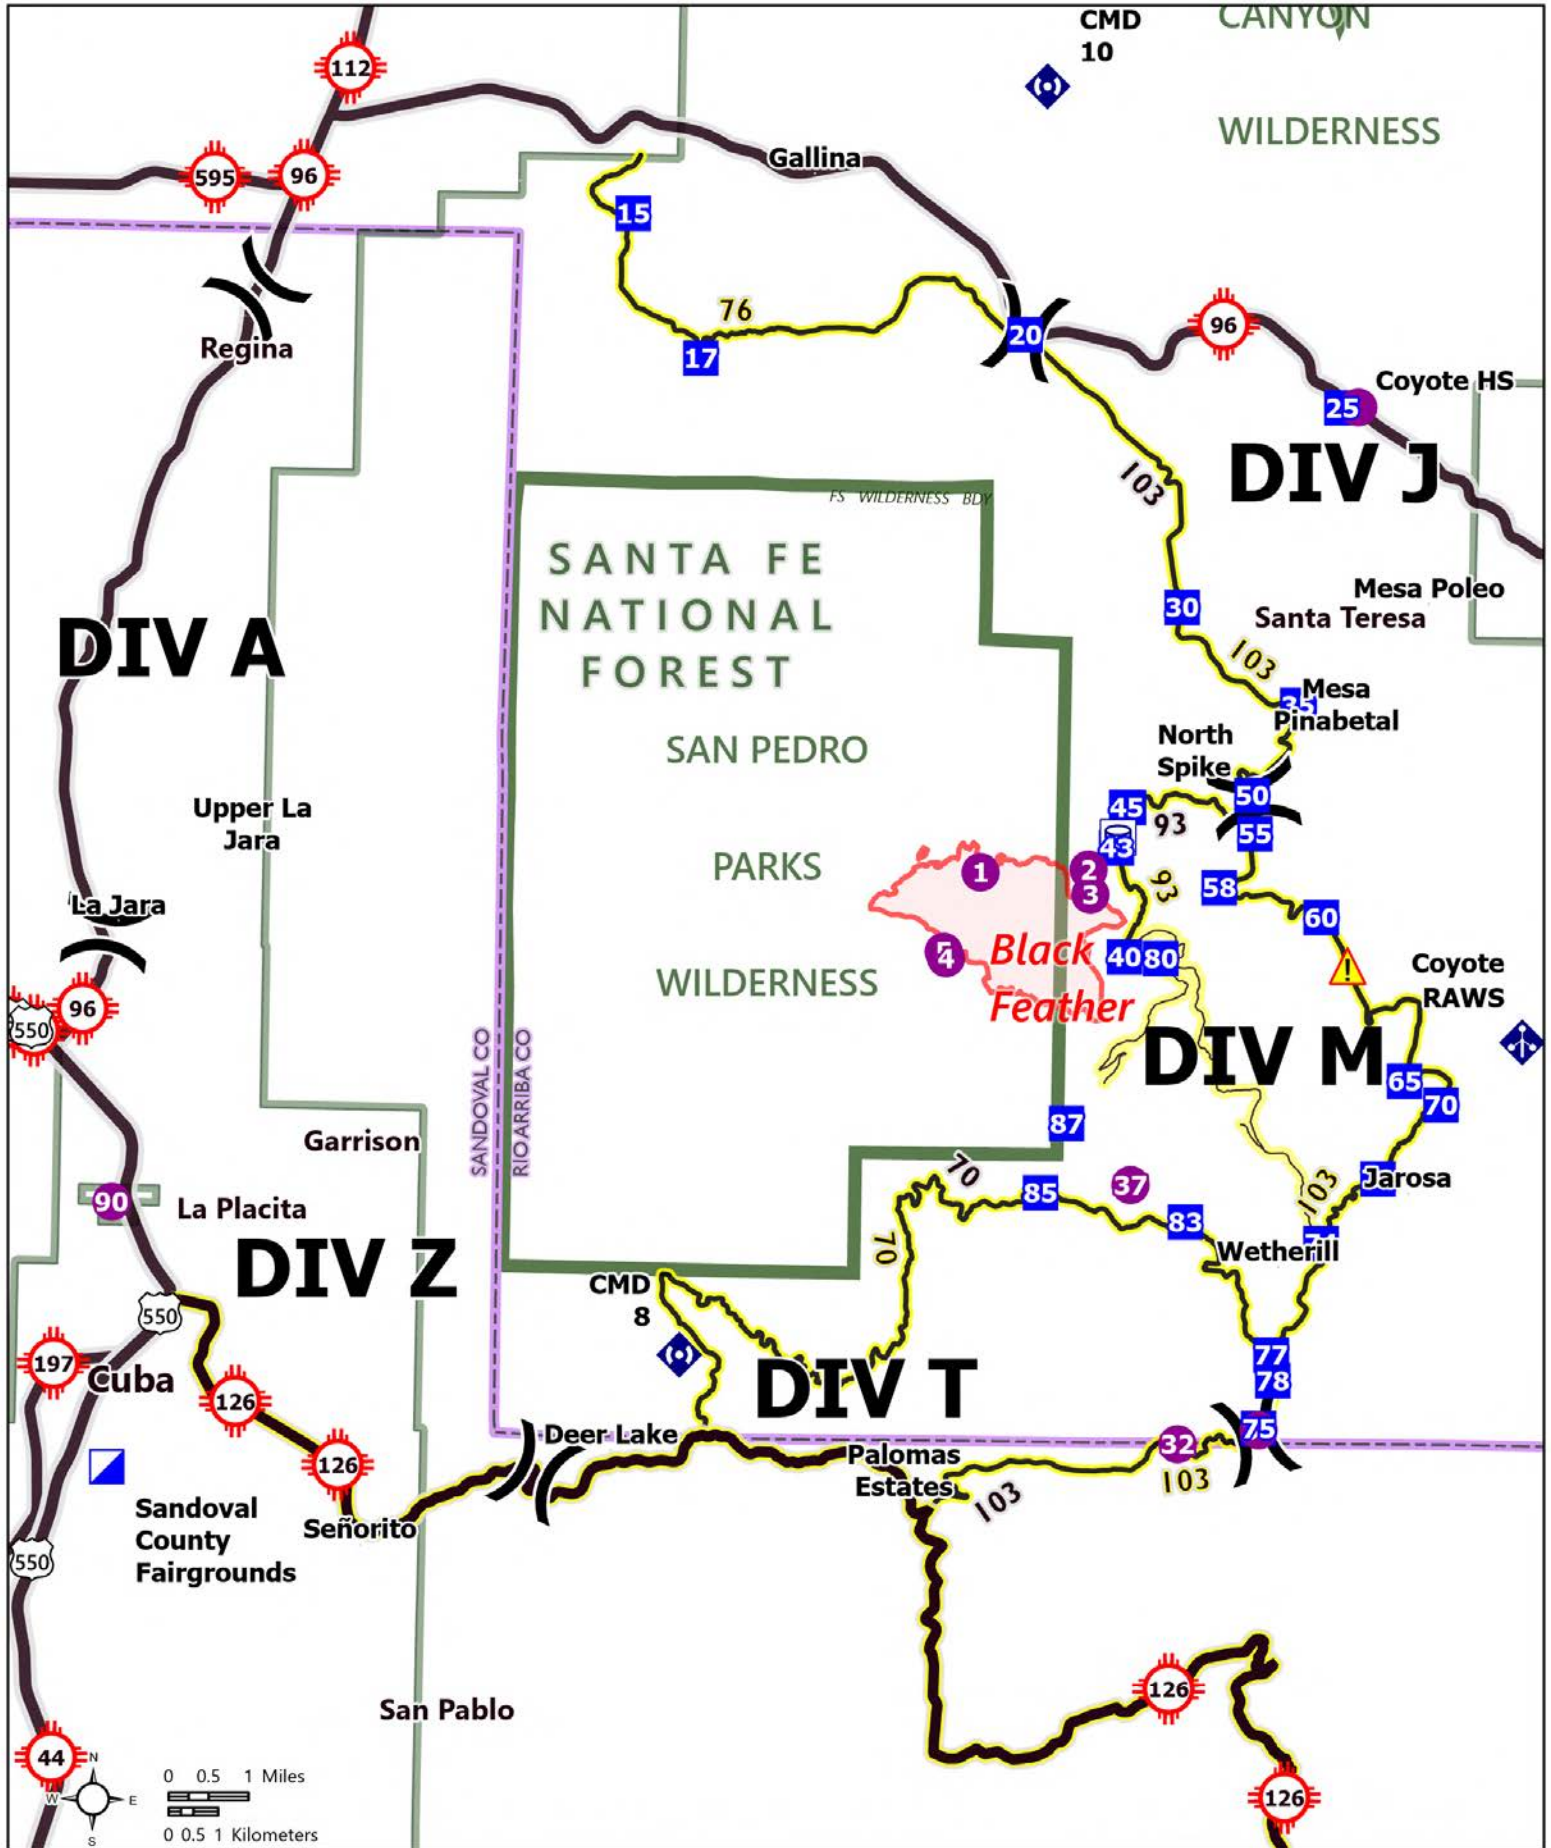 CANYON
CMD
10
112
WILDERNESS
Gallina
595
96
15
76
20
96
17
Regina
Coyote HS
25
DIV J
103
FS WILDERNESS BDY
SANTA FE
NATIONAL
FOREST
Mesa Poleo
30
Santa Teresa
DIV A
103
Mesa
35
Pinabetal
SAN PEDRO
North
Spike
50
45
93
55
43
Upper La
Jara
PARKS
1
2
3
93
58
60
La Jara
Black
5
4
40
80
Coyote
RAWS
WILDERNESS
Feather
96
550
SANDOVAL CO
RIO ARRIBA CO
DIV M
65
70
87
Garrison
70
37
Jarosa
103
85
90
La Placita
83
DIV Z
70
Wetherill
CMD
8
550
197
Cuba
77
78
DIV T
126
75
Deer Lake
32
Palomas
Estates
103
103
126
Sandoval
County
Fairgrounds
Señorito
550
126
San Pablo
44
N
W
E
S
0 0.5 1 Miles
0 0.5 1 Kilometers
126